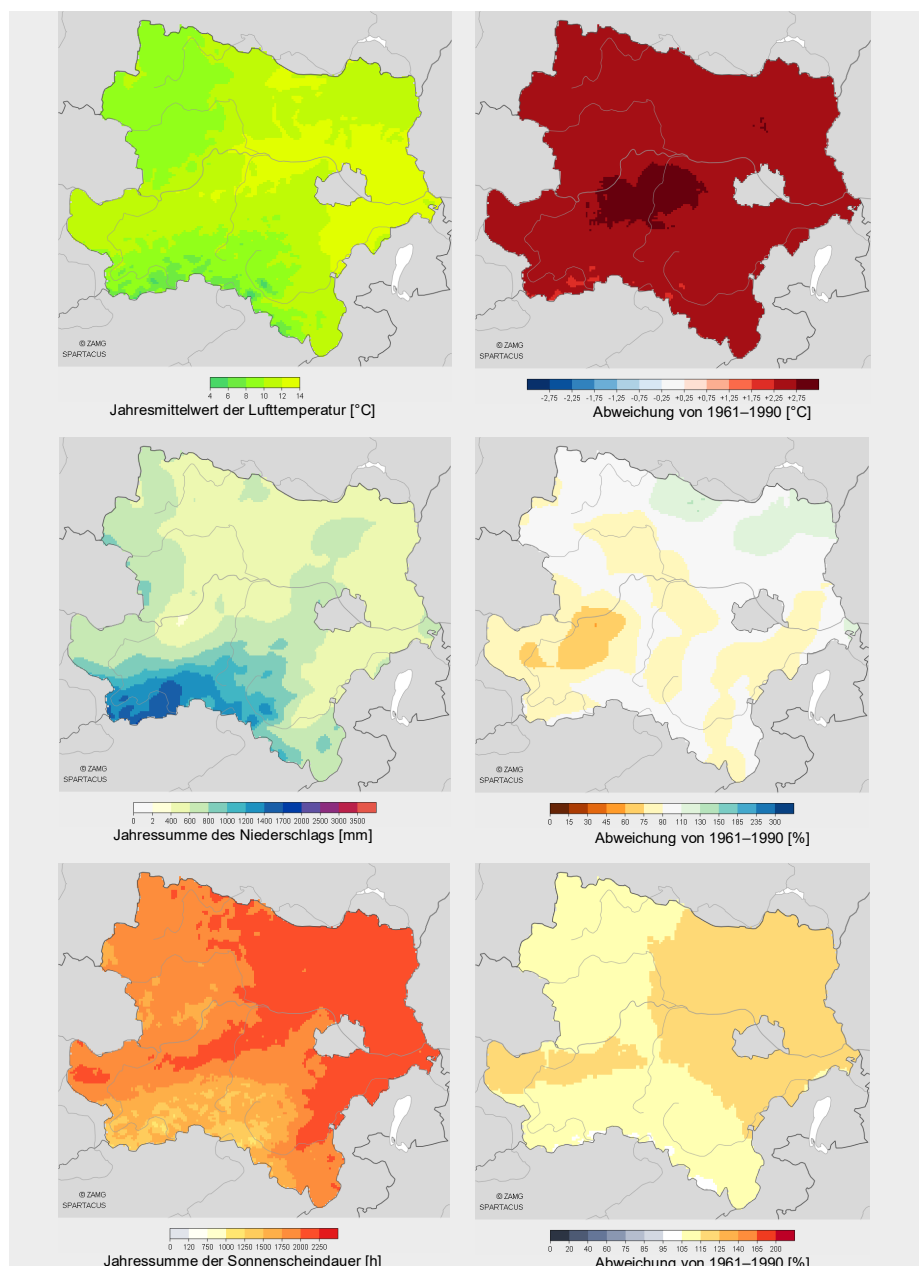 © ZAMG
SPARTACUS
4 6 8 10 12 14
Jahresmittelwert der Lufttemperatur [°C]
© ZAMG
SPARTACUS
-2,75 -2,25 -1,75 -1,25 -0,75 -0,25 +0,25 +0,75 +1,25 +1,75 +2,25 +2,75
Abweichung von 1961–1990 [°C]
© ZAMG
SPARTACUS
0 2 400 600 800 1000 1200 1400 1700 2000 2500 3000 3500
Jahressumme des Niederschlags [mm]
© ZAMG
SPARTACUS
0 15 30 45 60 75 90 110 130 150 185 235 300
Abweichung von 1961–1990 [%]
© ZAMG
SPARTACUS
0 120 750 1000 1250 1500 1750 2000 2250
Jahressumme der Sonnenscheindauer [h]
© ZAMG
SPARTACUS
0 20 40 60 75 85 95 105 115 125 140 165 200
Abweichung von 1961–1990 [%]